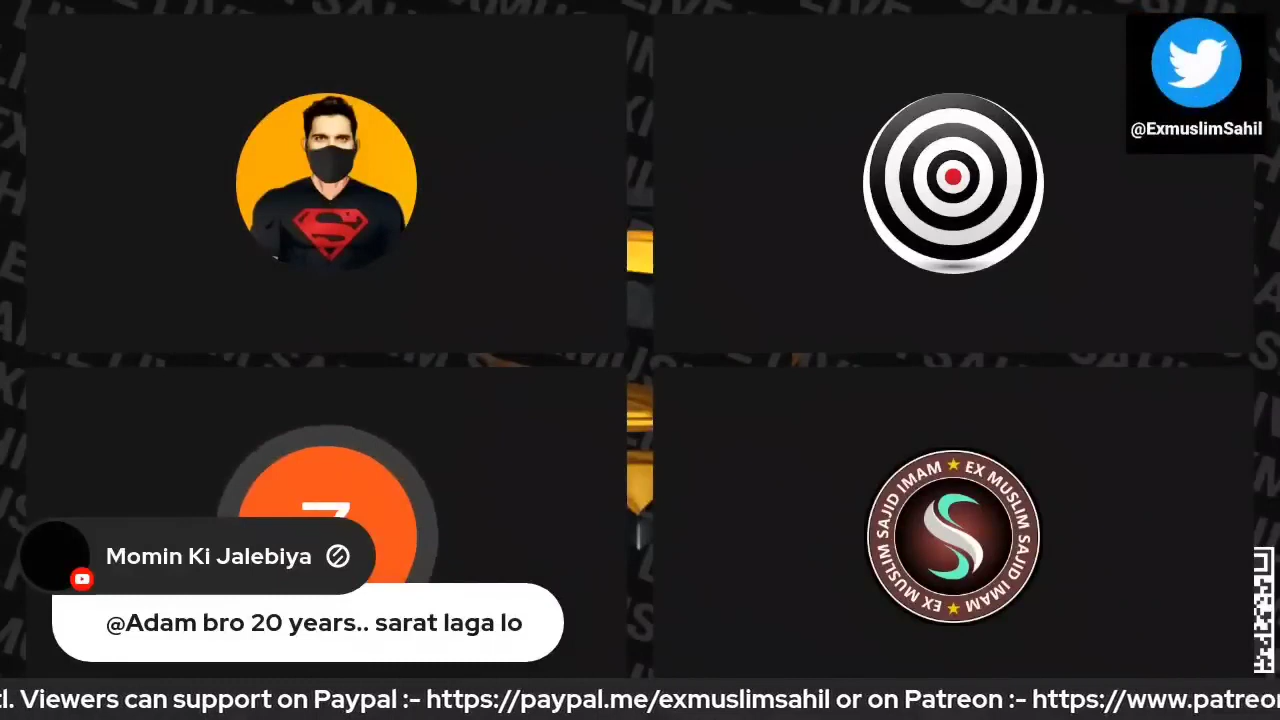 @ExmuslimSahil
EX MUSLIM SAJID IMAM ★ EX MUSLIM SAJID IMAM ★
Momin Ki Jalebiya
@Adam bro 20 years.. sarat laga lo
Viewers can support on Paypal :- https://paypal.me/exmuslimsahil or on Patreon :- https://www.patreo